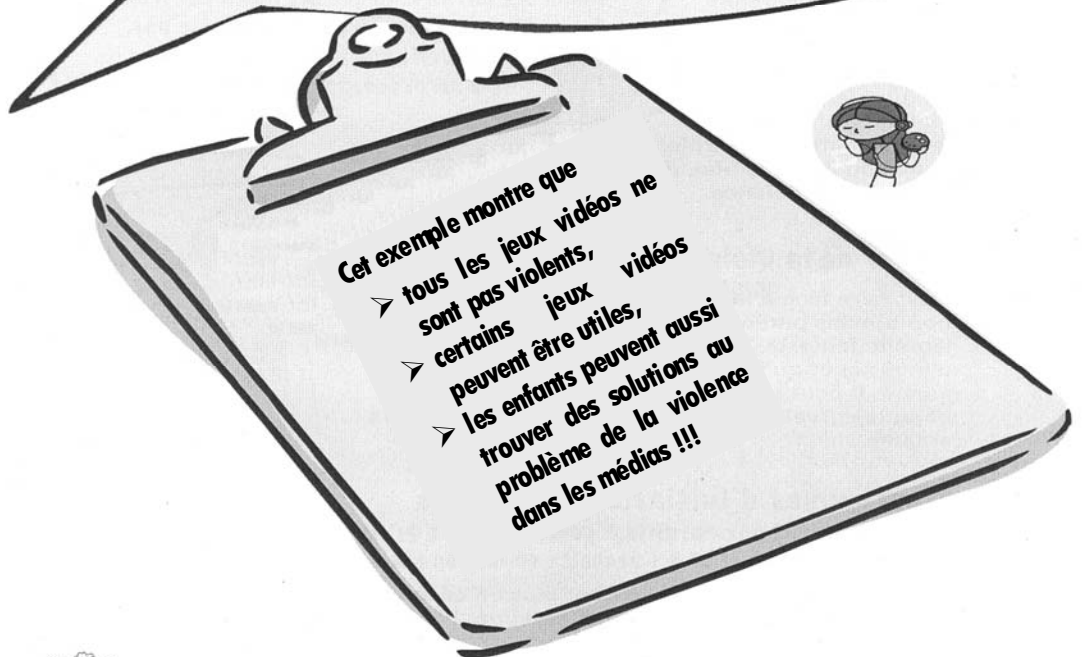 Cet exemple montre que
➢ tous les jeux vidéos ne
sont pas violents,
➢ certains jeux vidéos
peuvent être utiles,
➢ les enfants peuvent aussi
trouver des solutions au
problème de la violence
dans les médias !!!